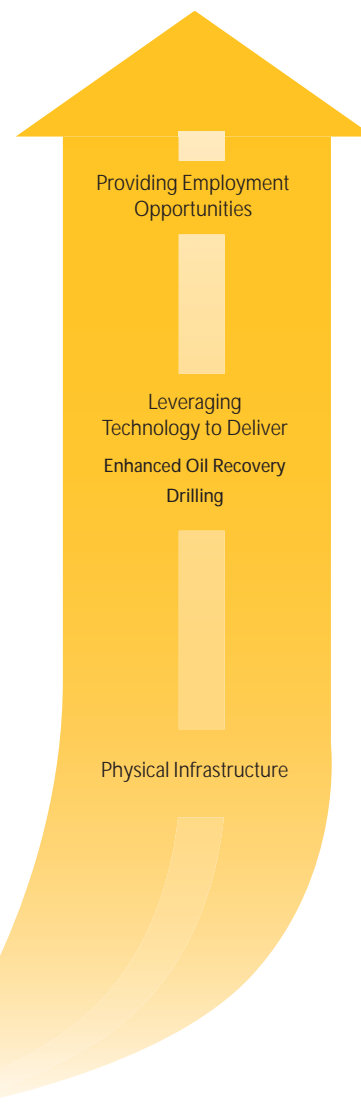 Providing Employment
Opportunities
Leveraging
Technology to Deliver
Enhanced Oil Recovery
Drilling
Physical Infrastructure